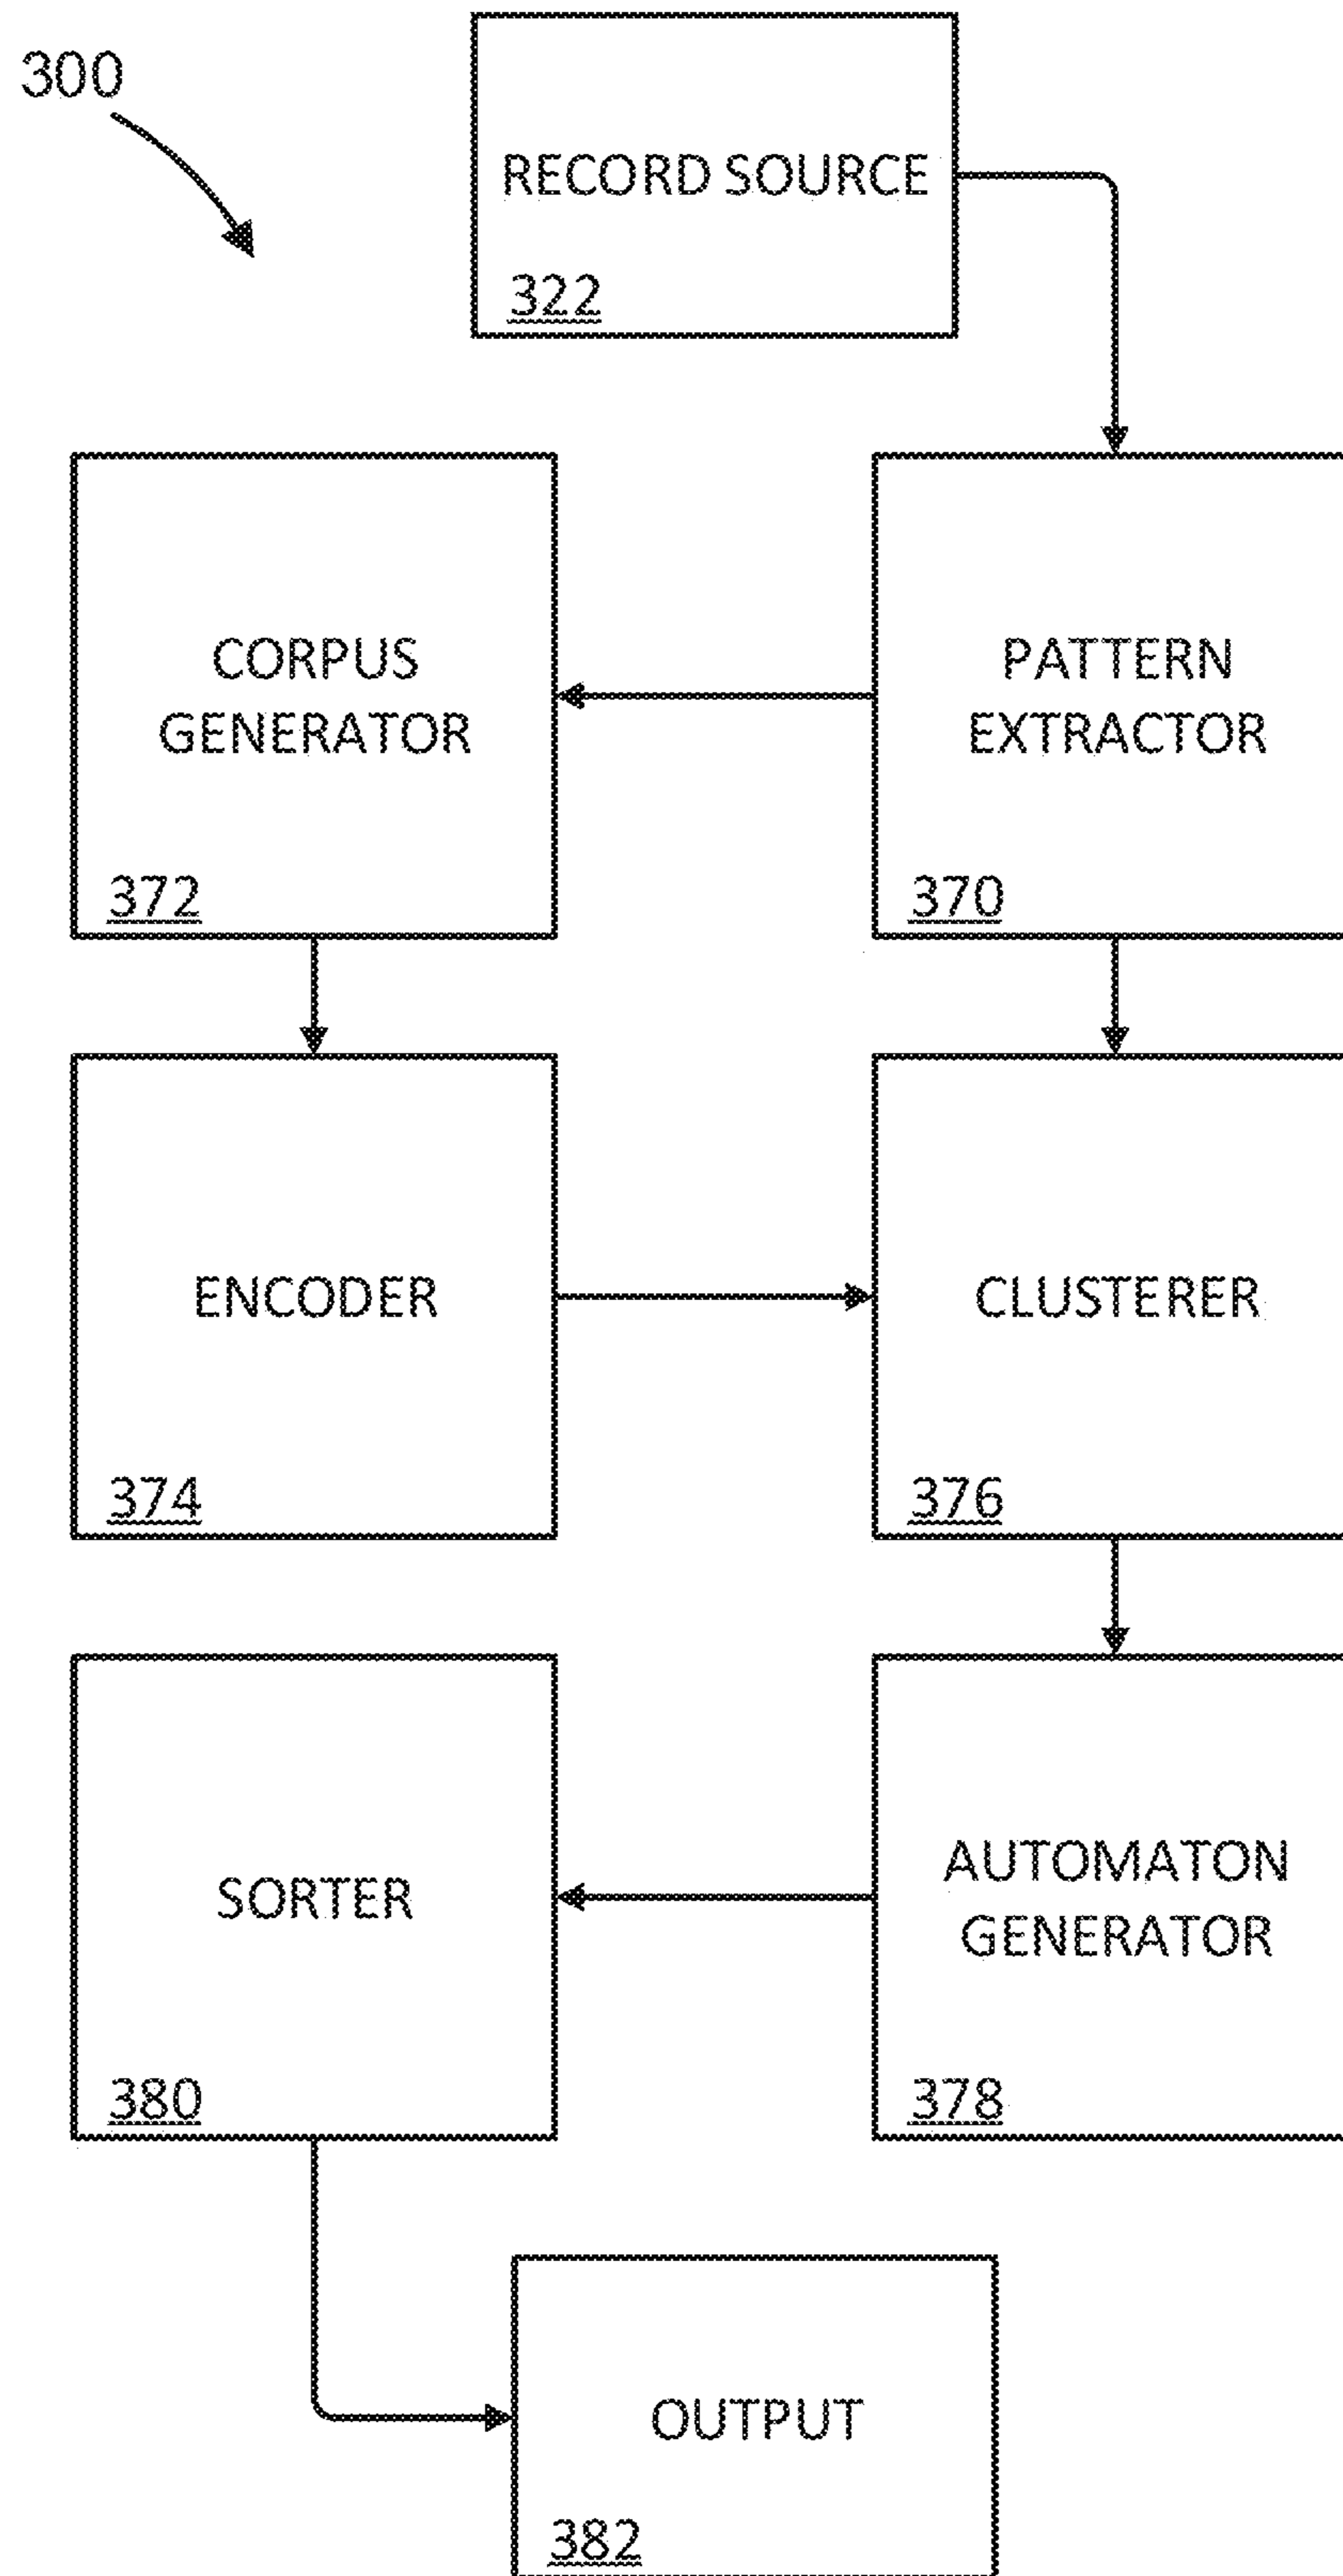 300
RECORD SOURCE
322
CORPUS
GENERATOR
372
PATTERN
EXTRACTOR
370
ENCODER
374
CLUSTERER
376
SORTER
380
AUTOMATON
GENERATOR
378
OUTPUT
382